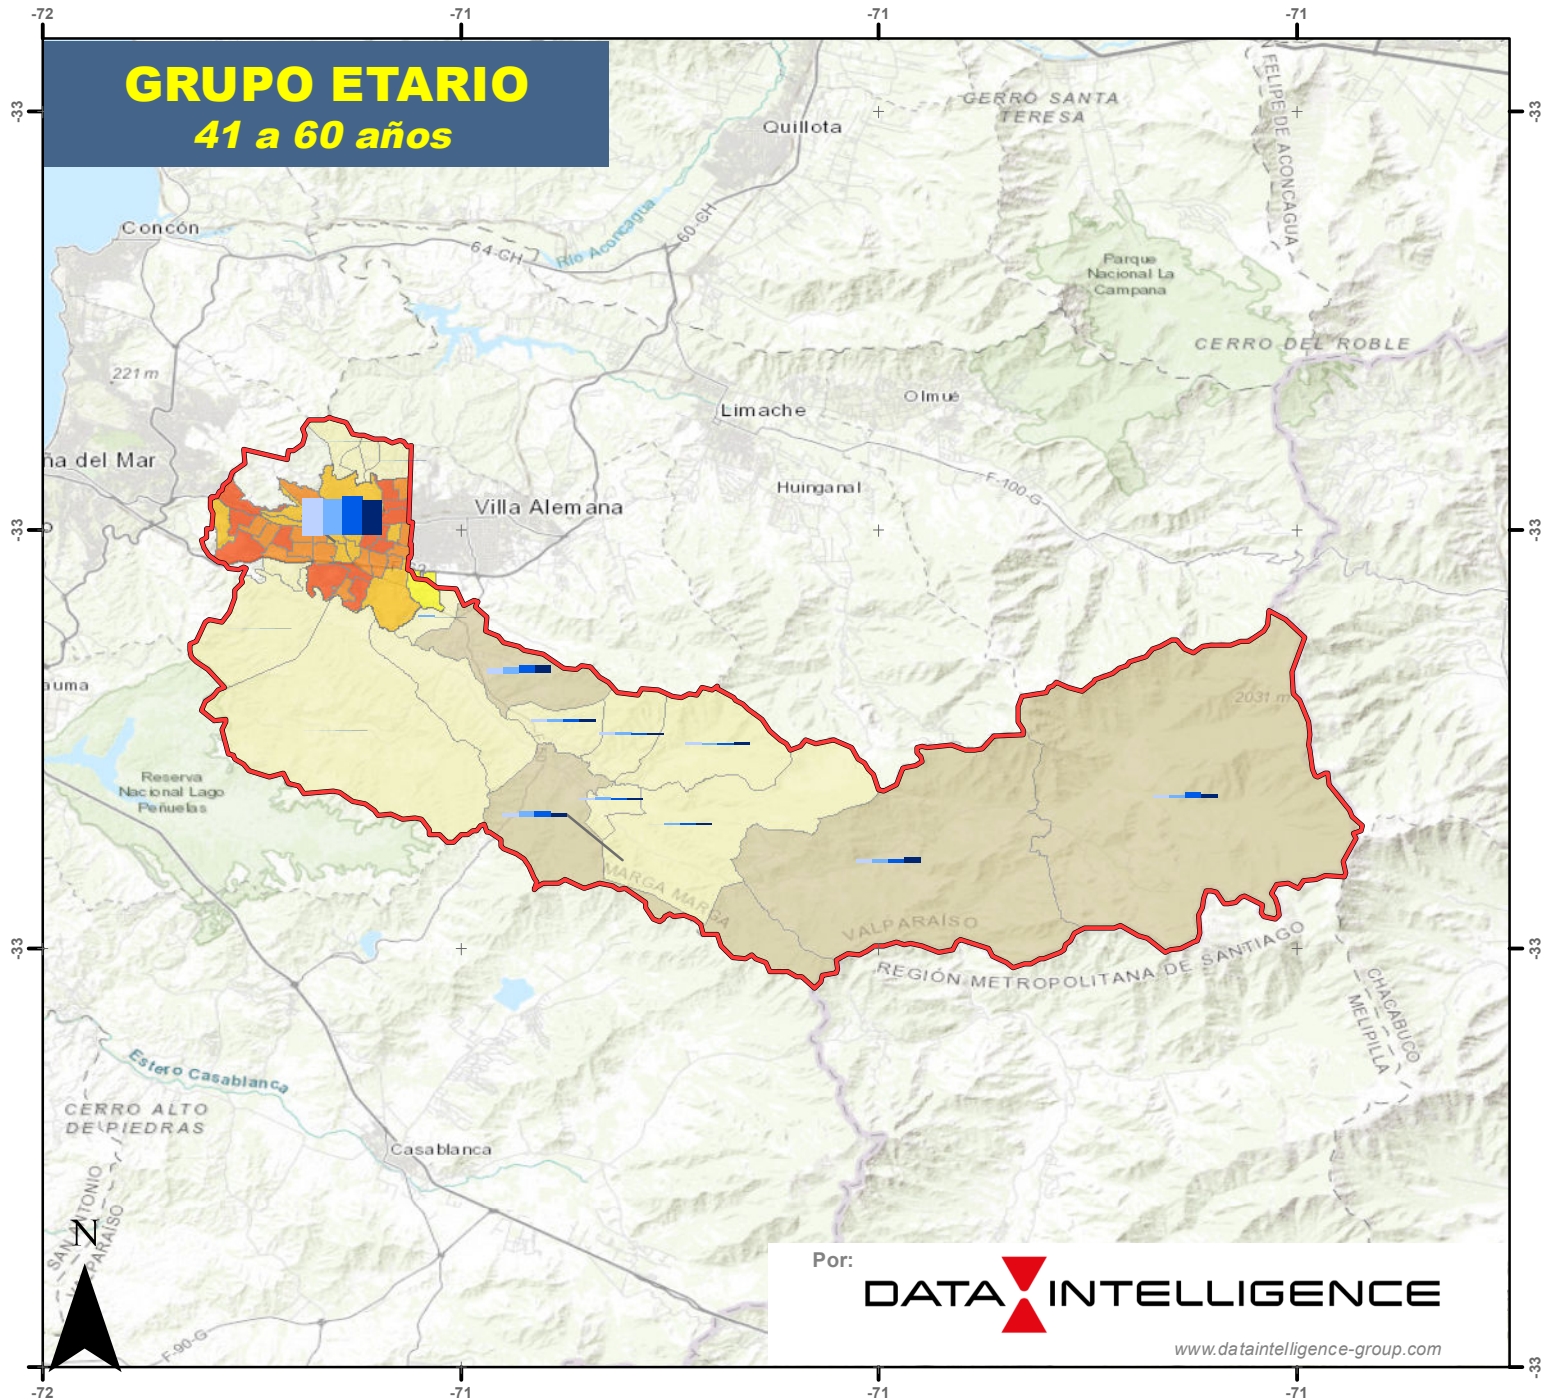 -72
-71
-71
-71
GRUPO ETARIO
41 a 60 años
-33
-33
CERRO SANTA
TERESA
FELIPE DE ACONCAGUA
Quillota
Concón
Río Aconcagua
60-CH
64-CH
Parque
Nacional La
Campana
CERRO DEL ROBLE
221 m
Olmué
Limache
ña del Mar
F-100-G
Huinganal
Villa Alemana
-33
-33
auma
2031 m
Reserva
Nacional Lago
Peñuelas
MARGA MARGA
VALPARAÍSO
REGIÓN METROPOLITANA DE SANTIAGO
-33
-33
CHACABUCO
MELIPILLA
Estero Casablanca
CERRO ALTO
DE PIEDRAS
Casablanca
SAN ANTONIO
VALPARAÍSO
N
F-90-G
Por:
DATA INTELLIGENCE
www.dataintelligence-group.com
-33
-72
-71
-71
-71